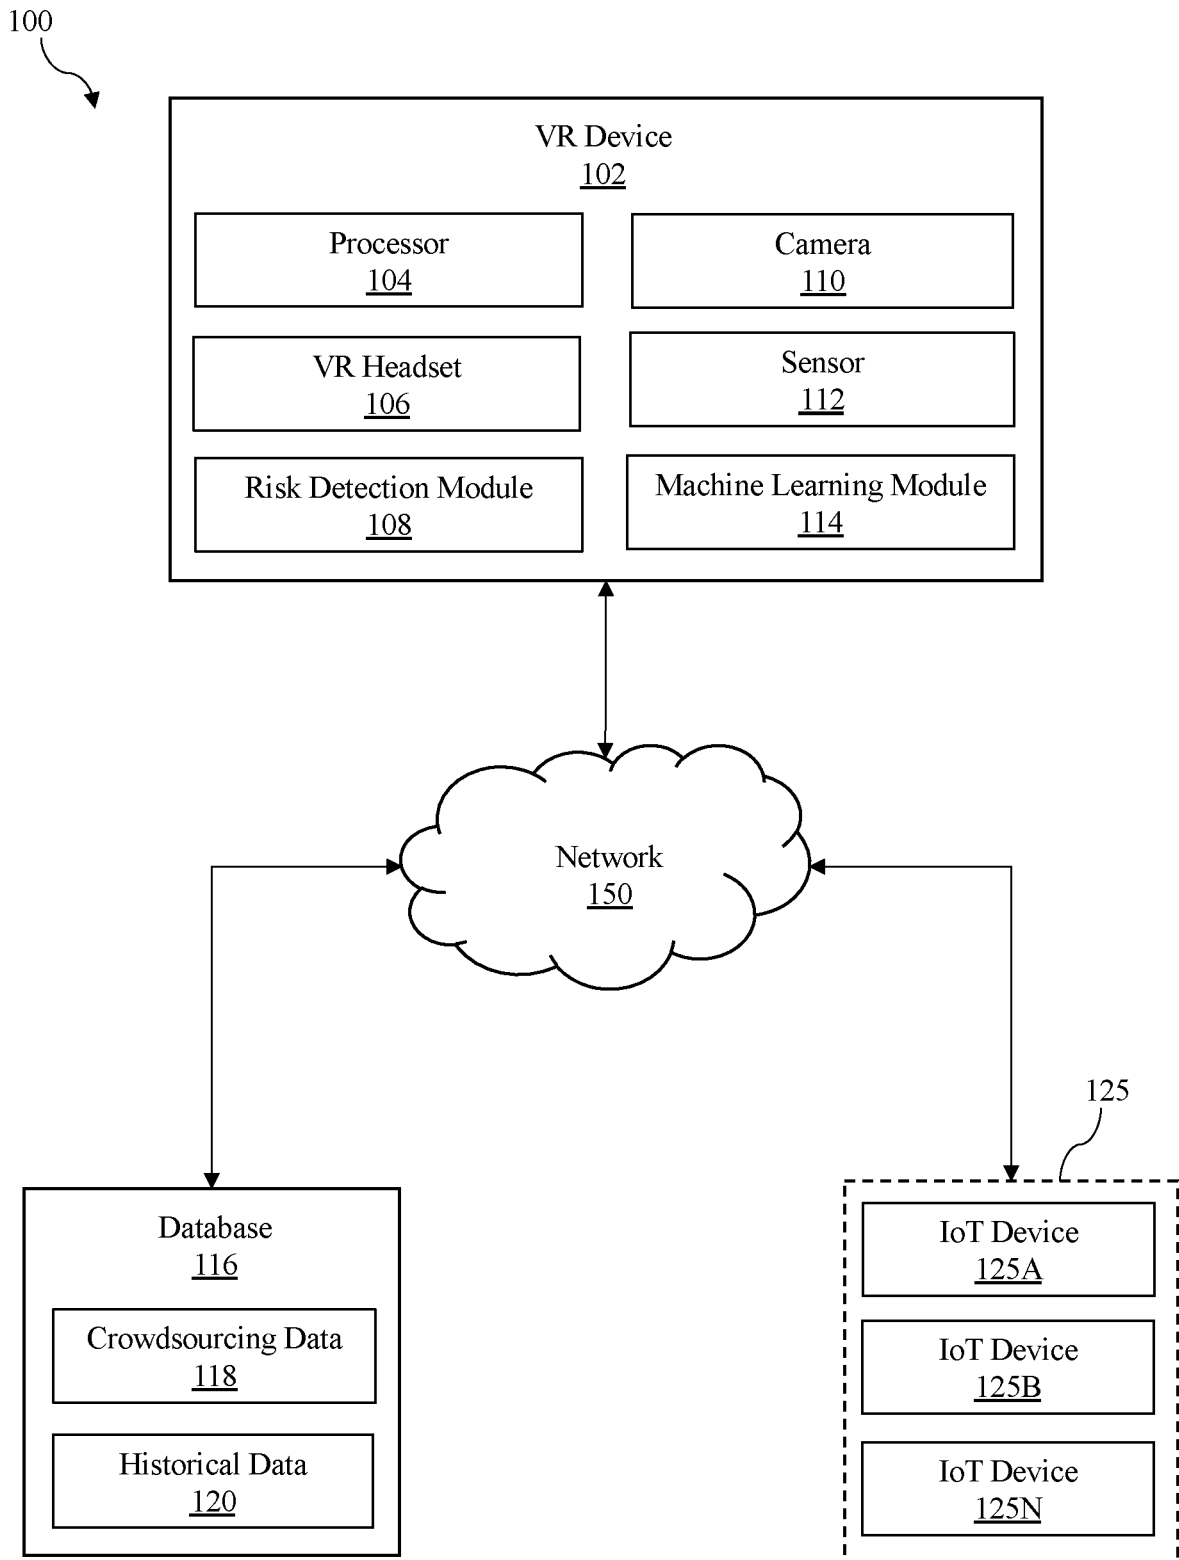 100
VR Device
102
Processor
104
Camera
110
VR Headset
106
Sensor
112
Risk Detection Module
108
Machine Learning Module
114
Network
150
125
Database
116
Crowdsourcing Data
118
Historical Data
120
IoT Device
125A
IoT Device
125B
IoT Device
125N